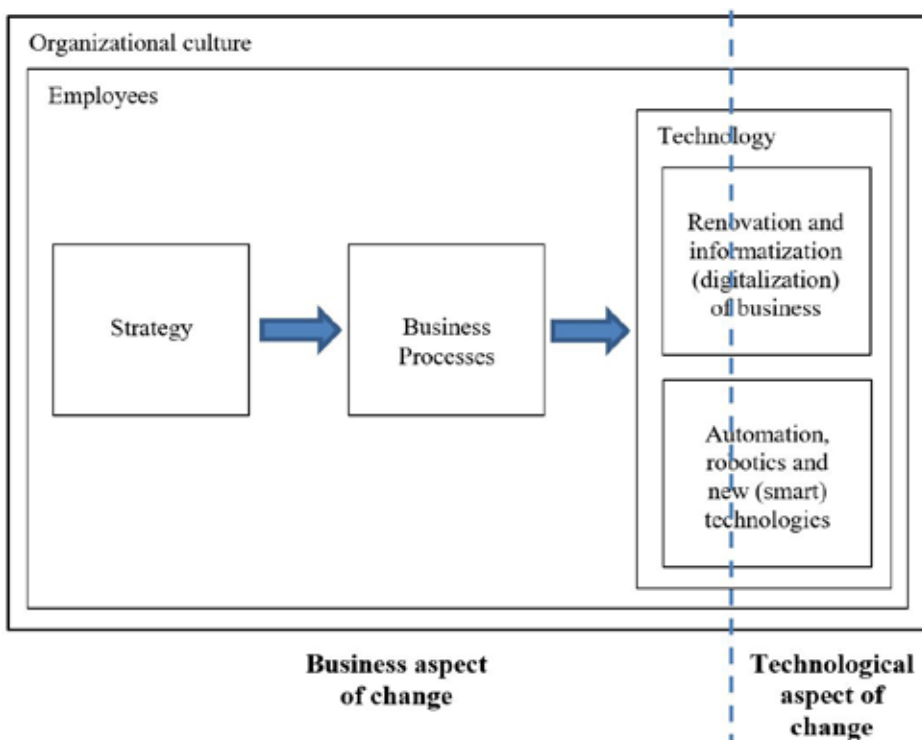 Organizational culture
Employees
Technology
Renovation and
informatization
(digitalization)
of business
Strategy
Business
Processes
Automation,
robotics and
new (smart)
technologies
Business aspect
of change
Technological
aspect of
change